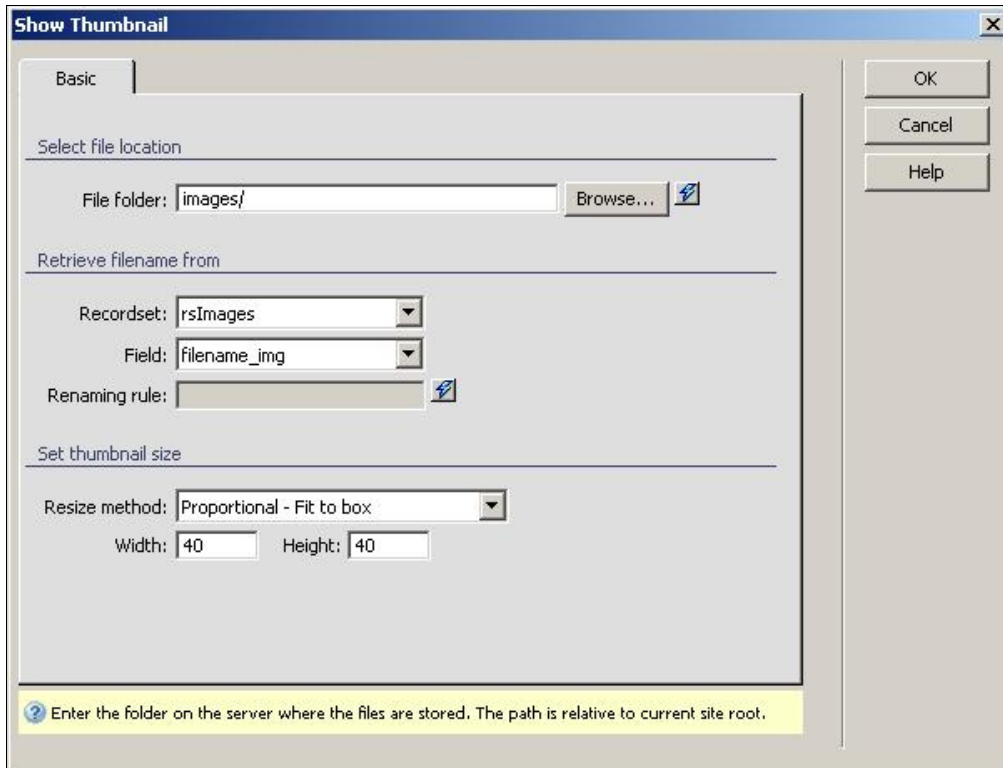 Show Thumbnail
Basic
OK
Cancel
Help
Select file location
File folder: images/ Browse...
Retrieve filename from
Recordset: rsImages
Field: filename_img
Renaming rule:
Set thumbnail size
Resize method: Proportional - Fit to box
Width: 40 Height: 40
Enter the folder on the server where the files are stored. The path is relative to current site root.